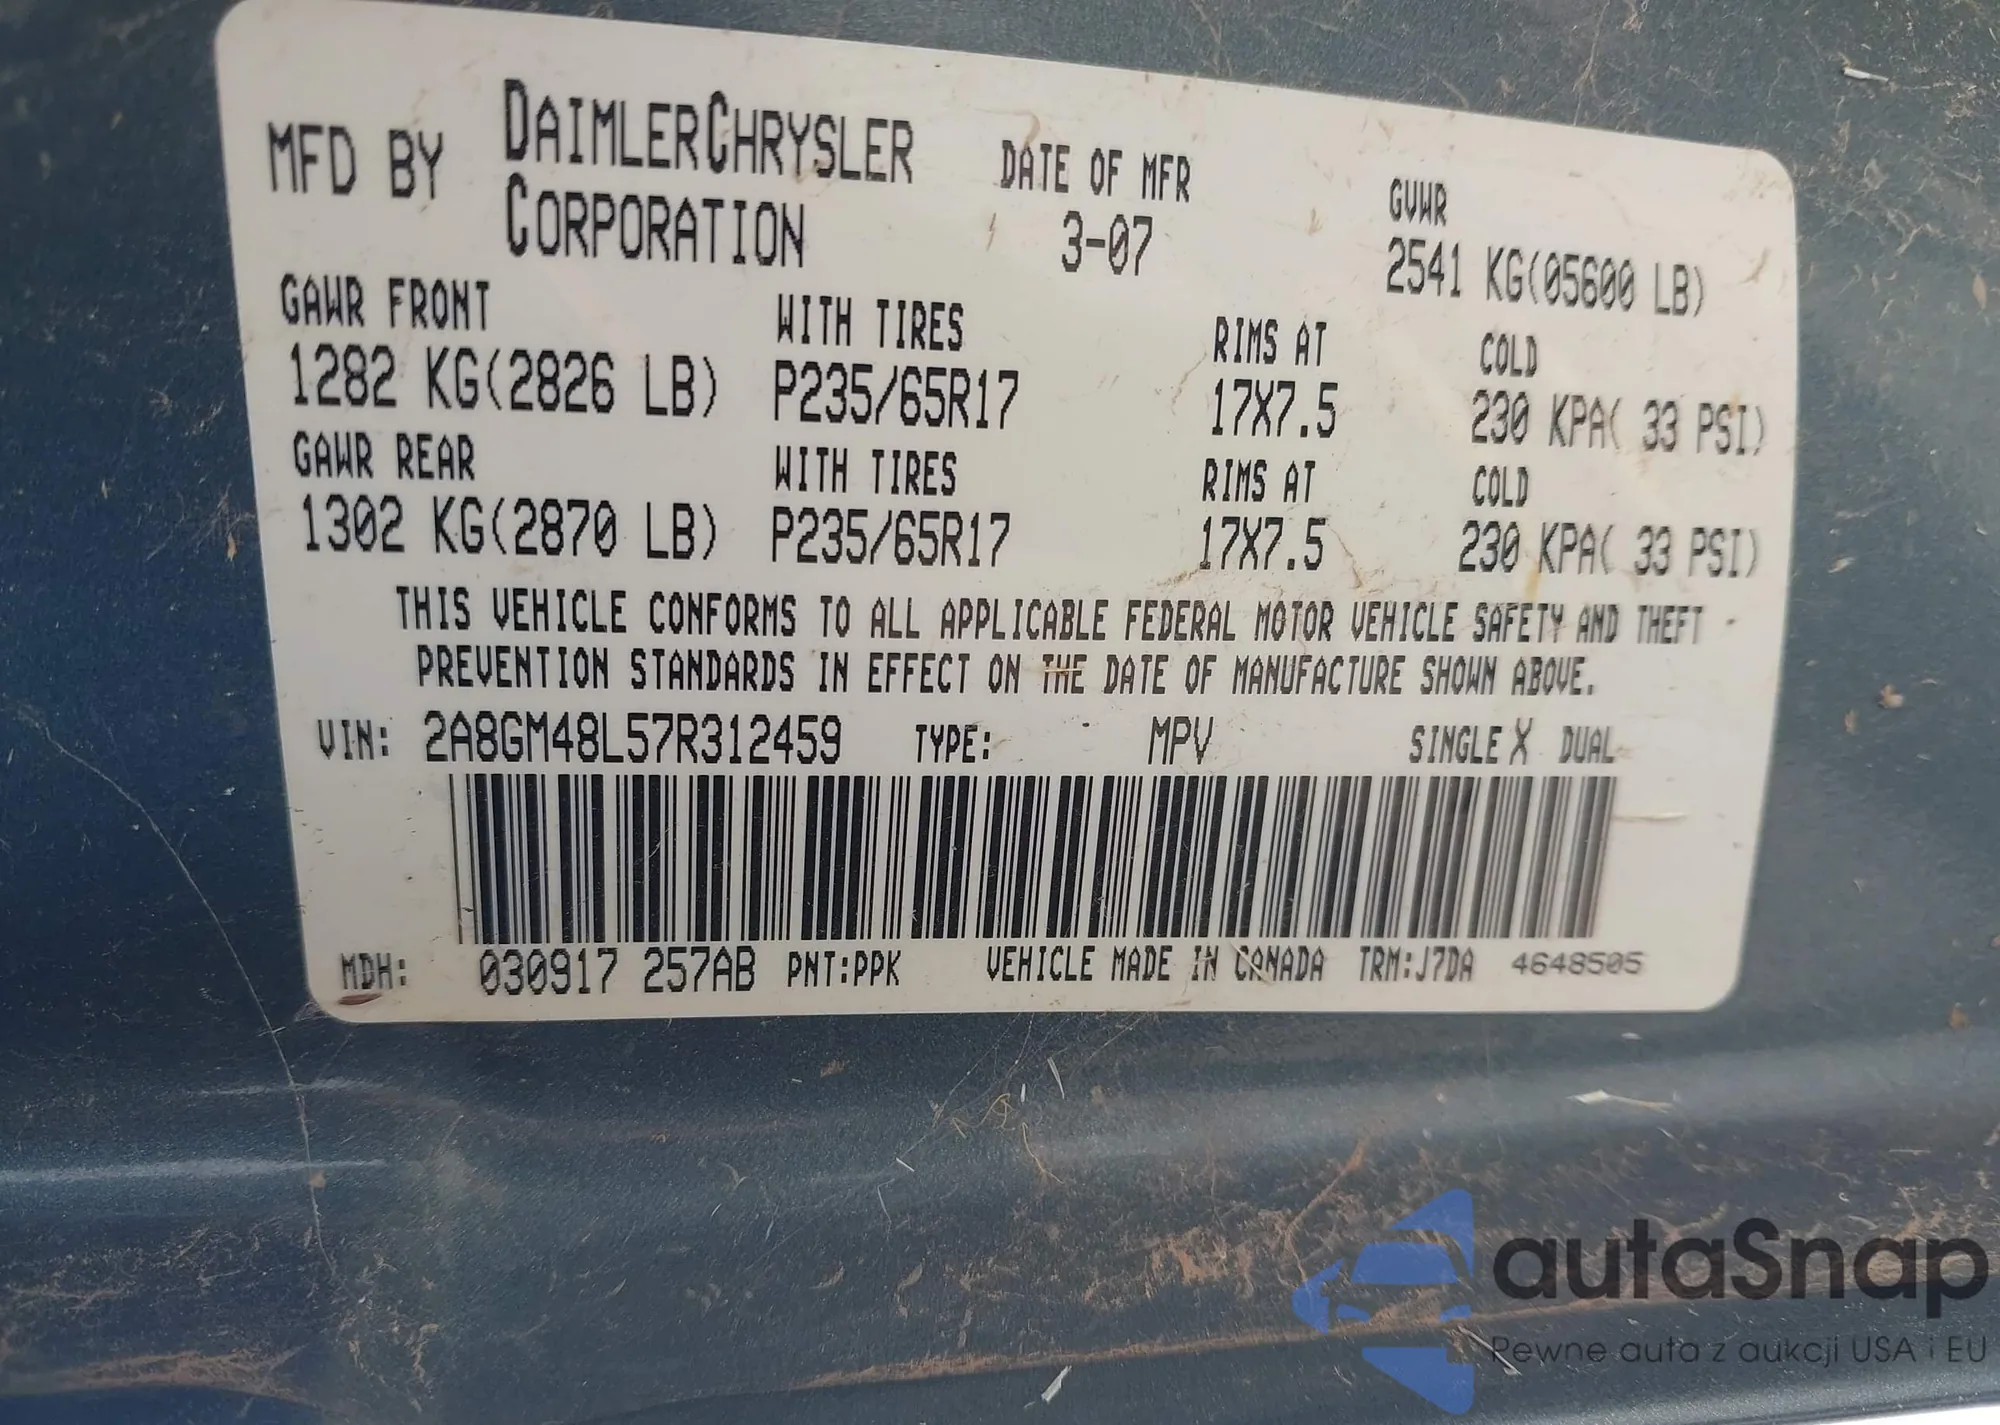 MFD BY DAIMLERCHRYSLER CORPORATION DATE OF MFR 3-07 GVWR 2541 KG(05600 LB)
GAWR FRONT WITH TIRES RIMS AT COLD
1282 KG(2826 LB) P235/65R17 17X7.5 230 KPA( 33 PSI)
GAWR REAR WITH TIRES RIMS AT COLD
1302 KG(2870 LB) P235/65R17 17X7.5 230 KPA( 33 PSI)
THIS VEHICLE CONFORMS TO ALL APPLICABLE FEDERAL MOTOR VEHICLE SAFETY AND THEFT
PREVENTION STANDARDS IN EFFECT ON THE DATE OF MANUFACTURE SHOWN ABOVE.
VIN: 2A8GM48L57R312459 TYPE: MPV SINGLE X DUAL
MDH: 030917 257AB PNT:PPK VEHICLE MADE IN CANADA TRM:J7DA 4648505
autaSnap
Pewne auta z aukcji USA i EU